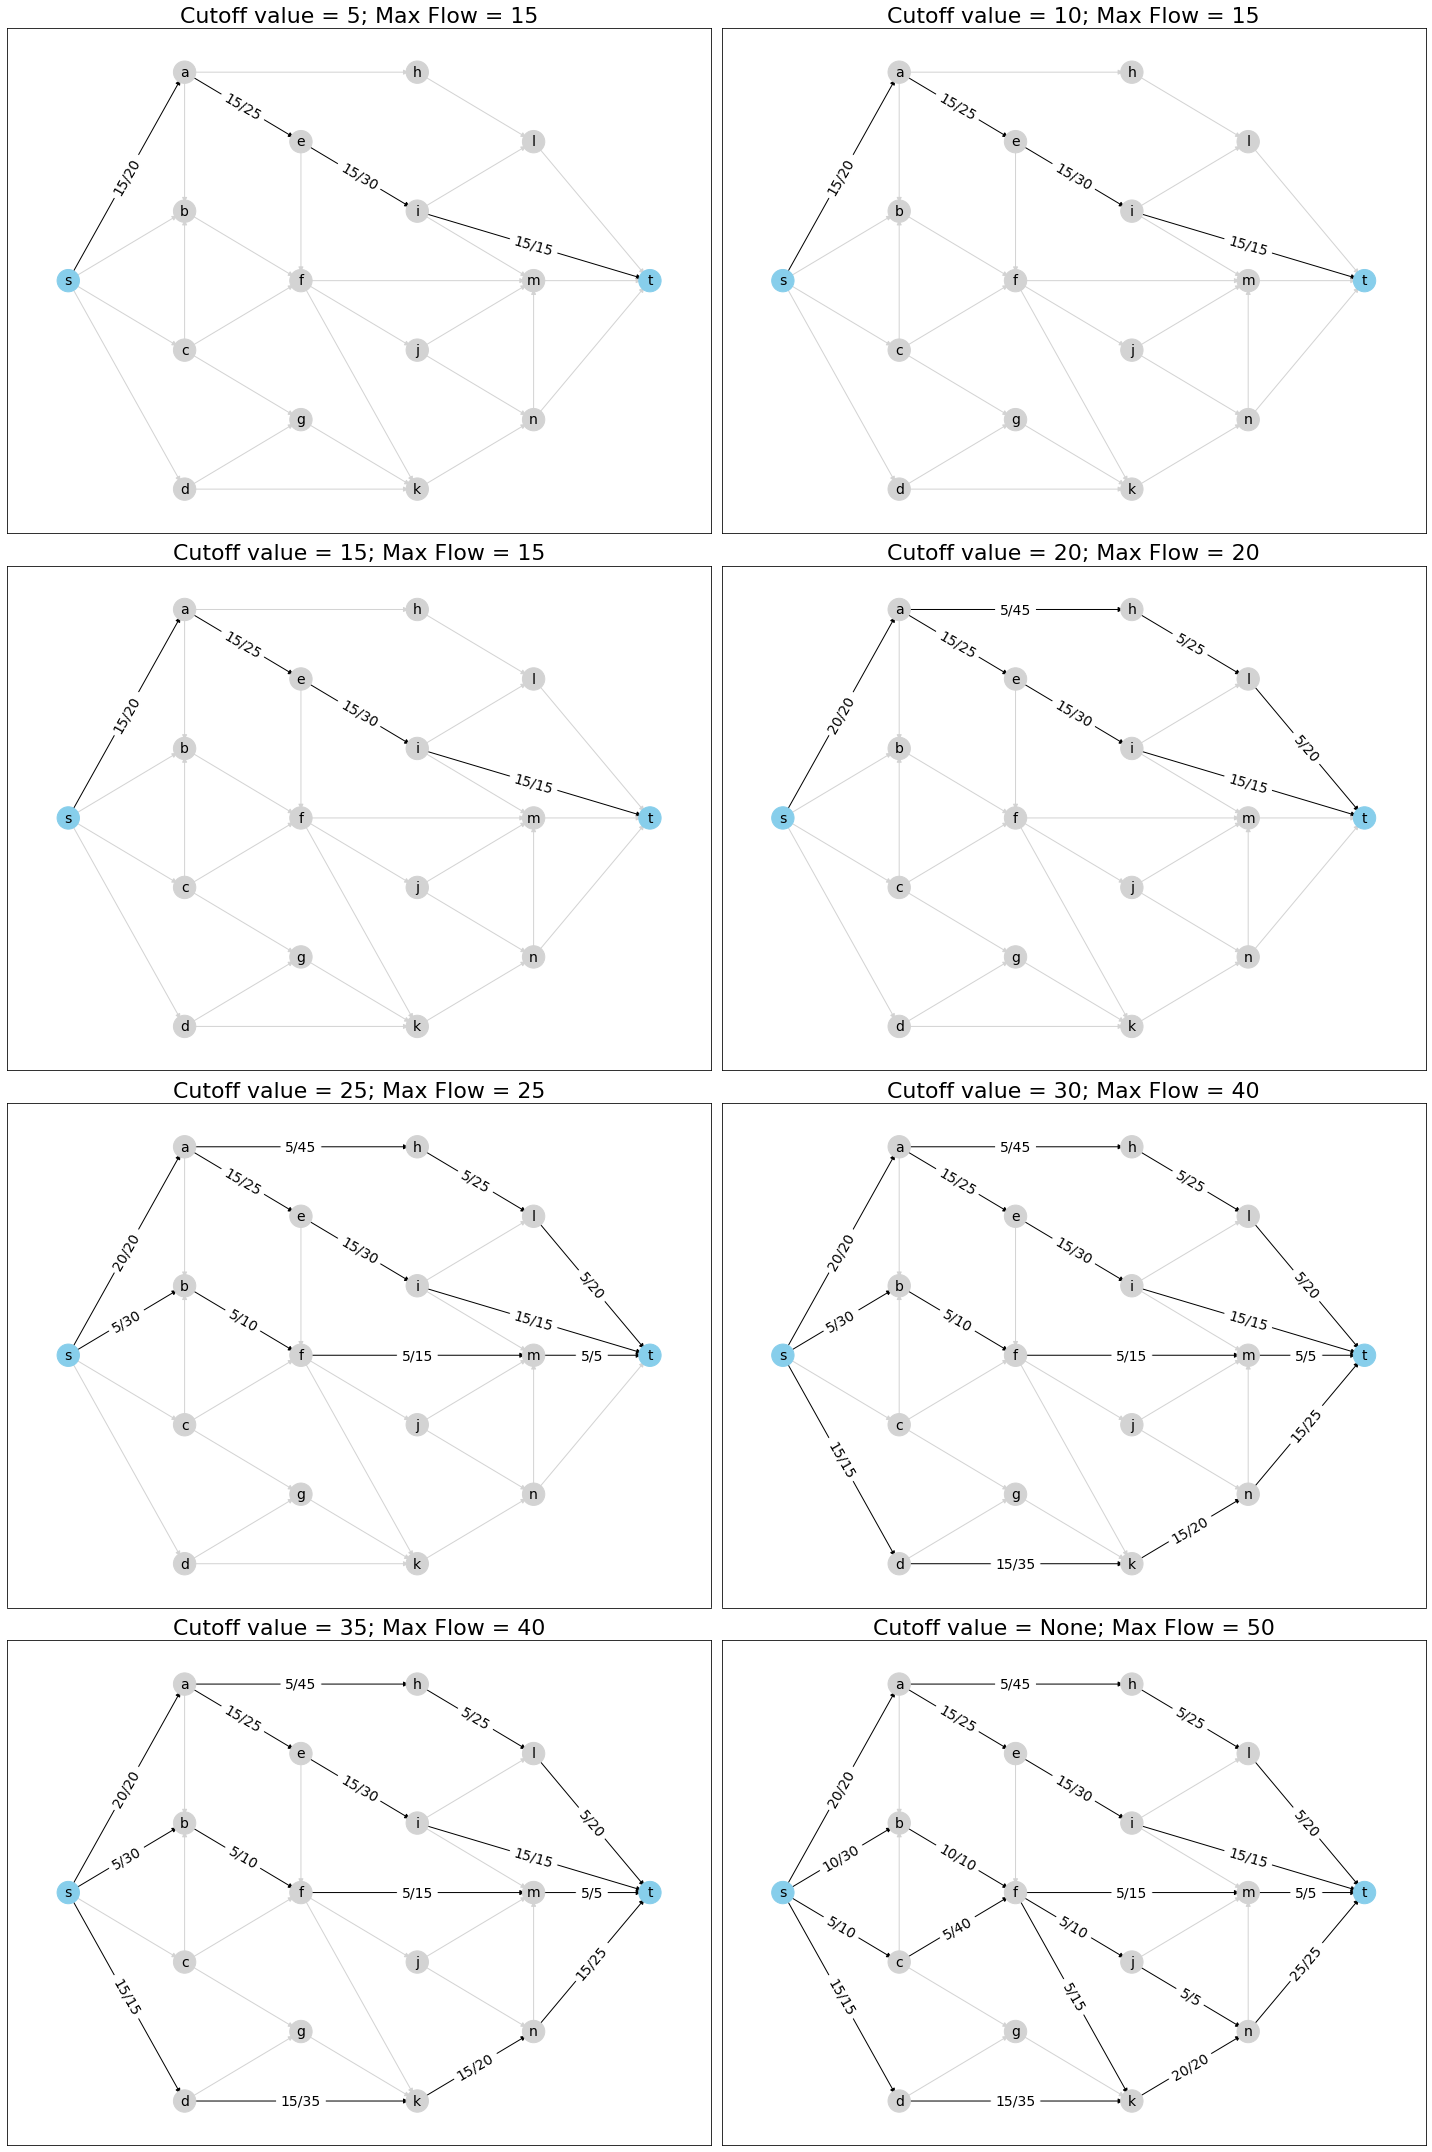 Cutoff value = 5; Max Flow = 15
a
h
15/25
e
l
15/20
15/30
b
i
15/15
s
f
m
t
c
j
g
n
d
k
Cutoff value = 10; Max Flow = 15
a
h
15/25
e
l
15/20
15/30
b
i
15/15
s
f
m
t
c
j
g
n
d
k
Cutoff value = 15; Max Flow = 15
a
h
15/25
e
l
15/20
15/30
b
i
15/15
s
f
m
t
c
j
g
n
d
k
Cutoff value = 20; Max Flow = 20
a
5/45
h
15/25
5/25
e
l
20/20
15/30
5/20
b
i
15/15
s
f
m
t
c
j
g
n
d
k
Cutoff value = 25; Max Flow = 25
a
5/45
h
15/25
5/25
e
l
20/20
15/30
5/20
b
i
5/30
5/10
15/15
s
f
5/15
m
5/5
t
c
j
g
n
d
k
Cutoff value = 30; Max Flow = 40
a
5/45
h
15/25
5/25
e
l
20/20
15/30
5/20
b
i
5/30
5/10
15/15
s
f
5/15
m
5/5
t
c
j
15/15
15/25
g
n
15/20
d
15/35
k
Cutoff value = 35; Max Flow = 40
a
5/45
h
15/25
5/25
e
l
20/20
15/30
5/20
b
i
5/30
5/10
15/15
s
f
5/15
m
5/5
t
c
j
15/15
15/25
g
n
15/20
d
15/35
k
Cutoff value = None; Max Flow = 50
a
5/45
h
15/25
5/25
e
l
20/20
15/30
5/20
b
i
10/30
10/10
15/15
s
f
5/15
m
5/5
t
5/10
5/40
5/10
c
j
15/15
5/15
5/5
25/25
g
n
20/20
d
15/35
k